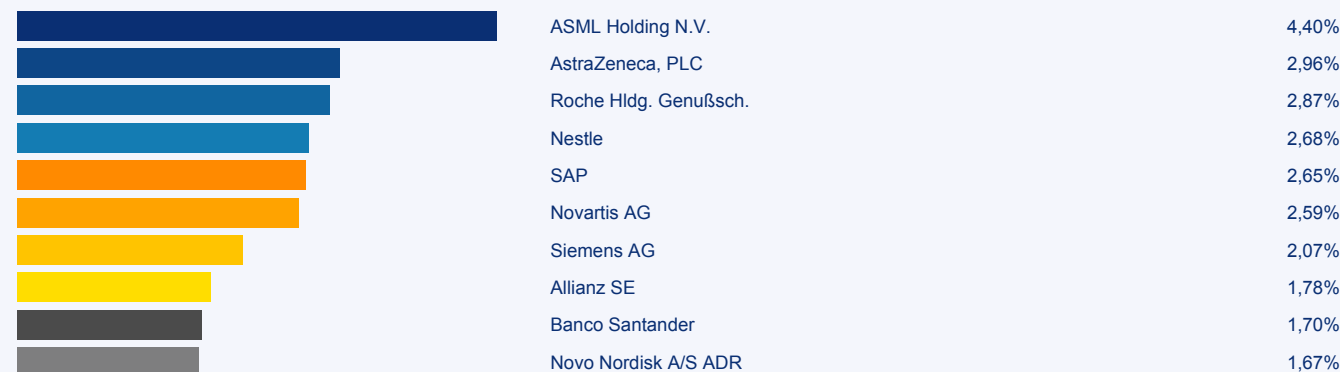 ASML Holding N.V. 4,40%
AstraZeneca, PLC 2,96%
Roche Hldg. Genußsch. 2,87%
Nestle 2,68%
SAP 2,65%
Novartis AG 2,59%
Siemens AG 2,07%
Allianz SE 1,78%
Banco Santander 1,70%
Novo Nordisk A/S ADR 1,67%